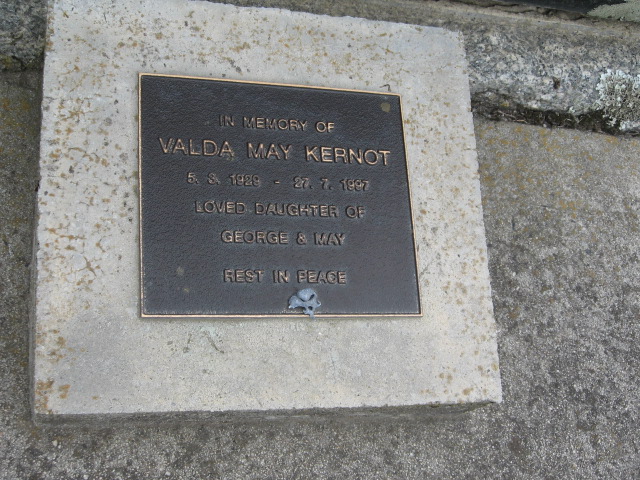 IN MEMORY OF
VALDA MAY KERNOT
5. 3. 1929 - 27. 7. 1997
LOVED DAUGHTER OF
GEORGE & MAY
REST IN PEACE